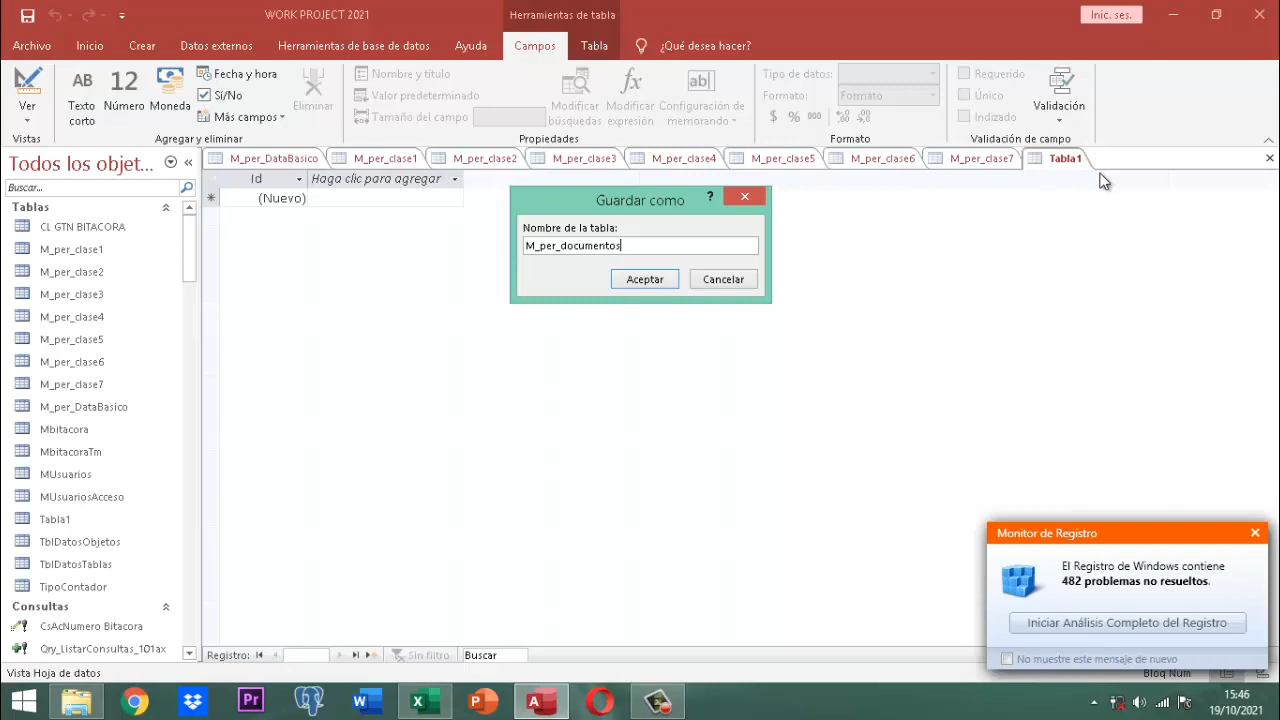 WORK PROJECT 2021
Herramientas de tabla
Inic. ses.
Archivo
Inicio
Crear
Datos externos
Herramientas de base de datos
Ayuda
Campos
Tabla
¿Qué desea hacer?
Ver
Vistas
AB
Texto corto
12
Número
Moneda
Fecha y hora
Sí/No
Más campos
Eliminar
Agregar y eliminar
Nombre y título
Valor predeterminado
Tamaño del campo
Modificar búsquedas
fx
Modificar expresión
ab
Configuración de memorando
Propiedades
Tipo de datos:
Formato:
Formato
$ % 000
Formato
Requerido
Único
Indizado
Validación
Validación de campo
Todos los objet...
Buscar...
Tablas
CL GTN BITACORA
M_per_clase1
M_per_clase2
M_per_clase3
M_per_clase4
M_per_clase5
M_per_clase6
M_per_clase7
M_per_DataBasico
Mbitacora
MbitacoraTm
MUsuarios
MUsuariosAcceso
Tabla1
TblDatosObjetos
TblDatosTablas
TipoContador
Consultas
CsAcNumero Bitacora
Qry_ListarConsultas_101ax
M_per_DataBasico
M_per_clase1
M_per_clase2
M_per_clase3
M_per_clase4
M_per_clase5
M_per_clase6
M_per_clase7
Tabla1
Id
Haga clic para agregar
(Nuevo)
Guardar como
?
Nombre de la tabla:
M_per_documentos
Aceptar
Cancelar
Monitor de Registro
El Registro de Windows contiene
482 problemas no resueltos.
Iniciar Análisis Completo del Registro
No muestre este mensaje de nuevo
Registro:
Sin filtro
Buscar
Vista Hoja de datos
Bloq Num
Pr
15:46
19/10/2021